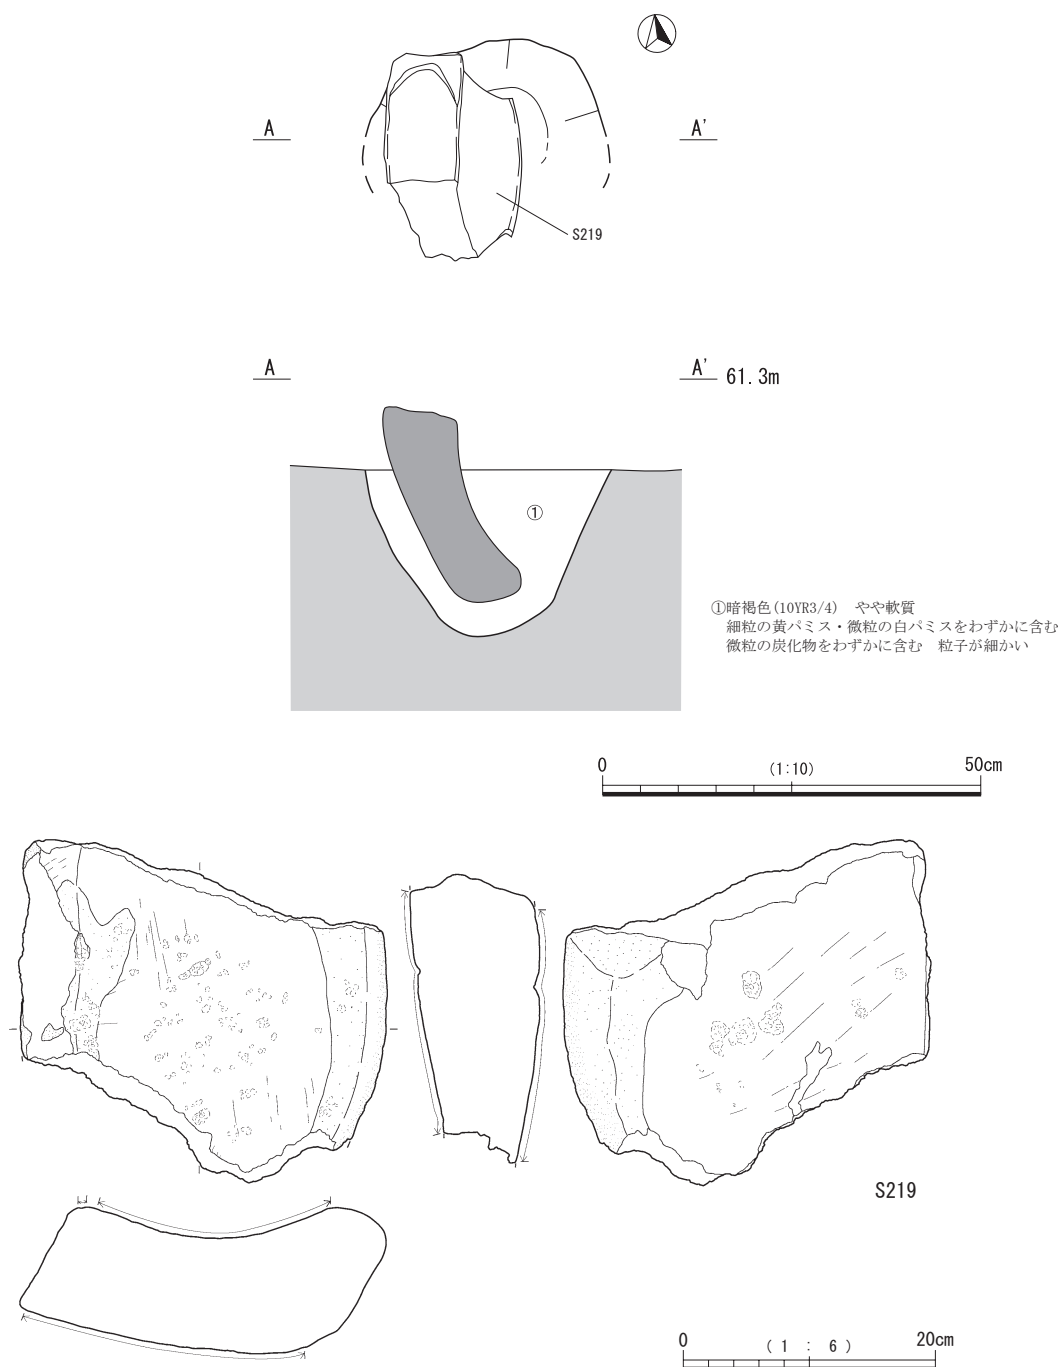 A
A'
S219
A
A'
61.3m
①
①暗褐色(10YR3/4)　やや軟質
細粒の黄パミス・微粒の白パミスをわずかに含む
微粒の炭化物をわずかに含む　粒子が細かい
0
(1:10)
50cm
S219
0
( 1 : 6 )
20cm